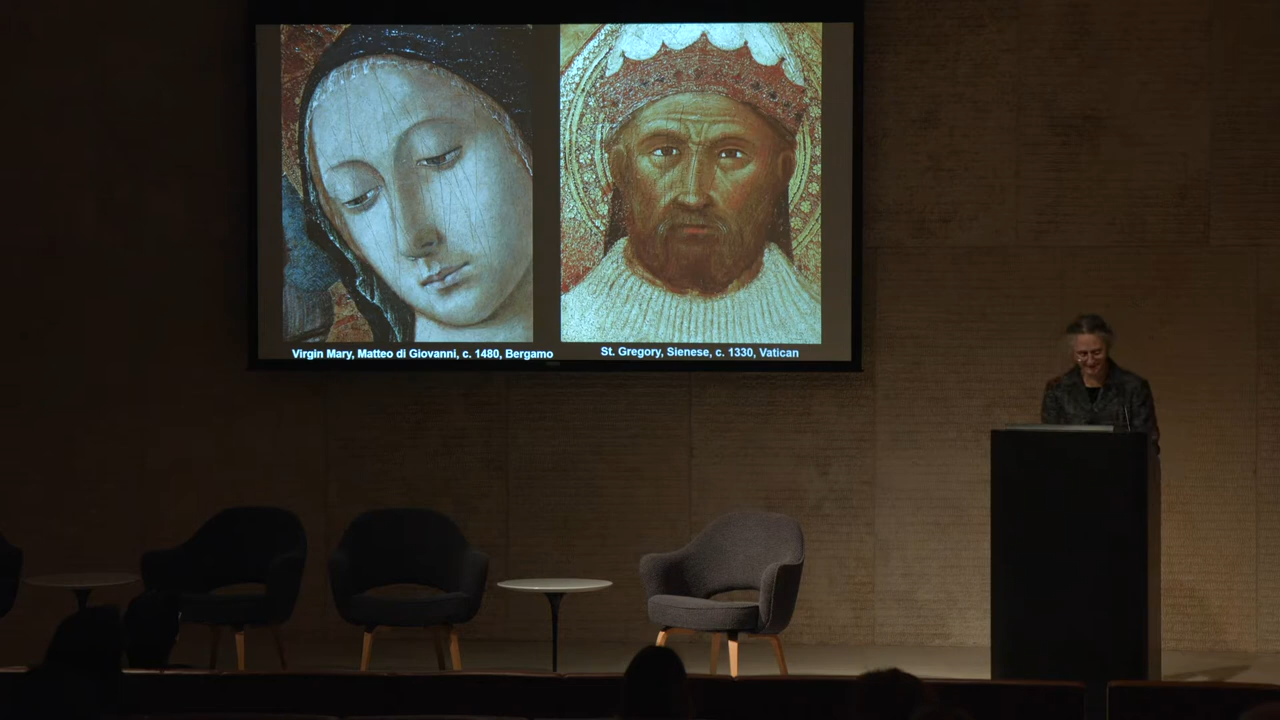 Virgin Mary, Matteo di Giovanni, c. 1480, Bergamo
St. Gregory, Sienese, c. 1330, Vatican